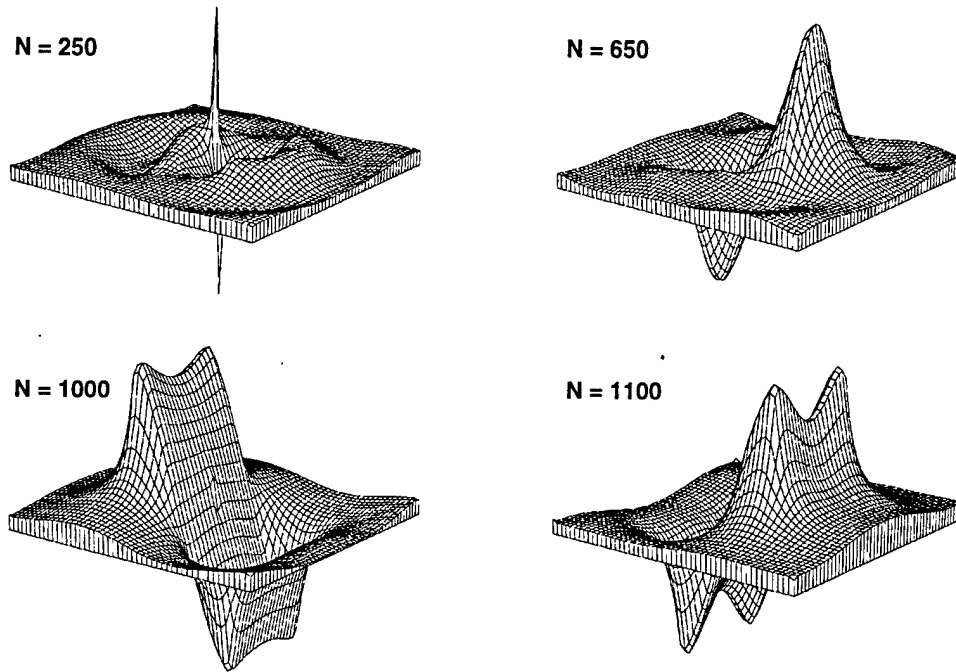 N = 250
N = 650
N = 1000
N = 1100